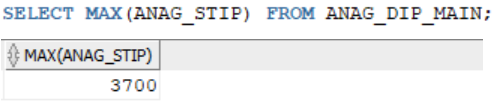 SELECT MAX(ANAG_STIP) FROM ANAG_DIP_MAIN;
MAX(ANAG_STIP)
3700